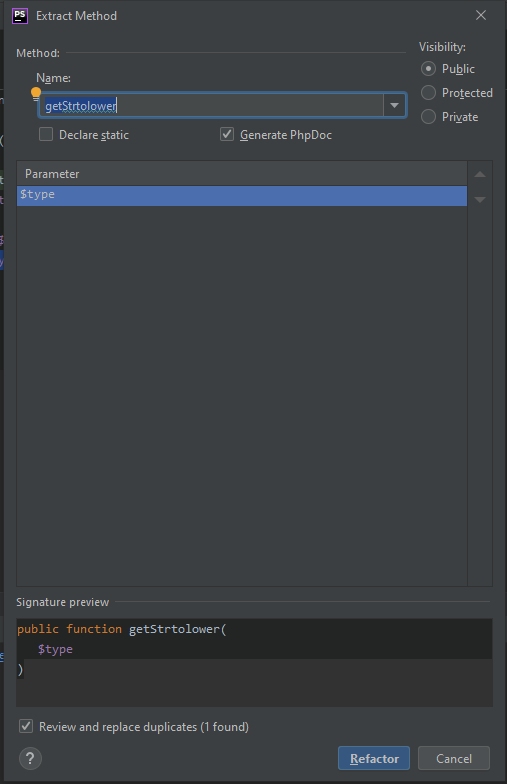 PS Extract Method
Method:
Visibility:
Name:
Public
getStrtolower
Protected
Declare static
Generate PhpDoc
Private
Parameter
$type
Signature preview
public function getStrtolower(
$type
)
Review and replace duplicates (1 found)
?
Refactor
Cancel